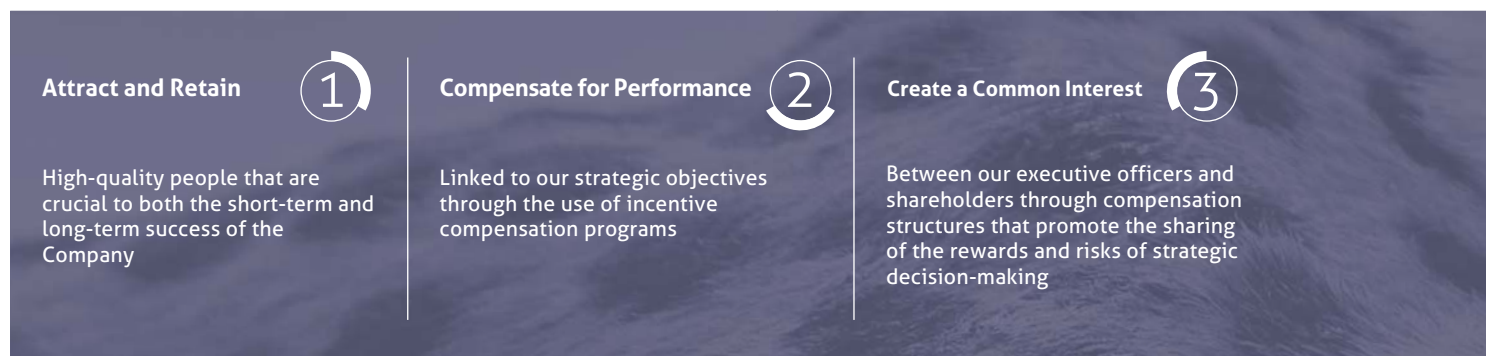 Attract and Retain
1
High-quality people that are
crucial to both the short-term and
long-term success of the
Company
Compensate for Performance
2
Linked to our strategic objectives
through the use of incentive
compensation programs
Create a Common Interest
3
Between our executive officers and
shareholders through compensation
structures that promote the sharing
of the rewards and risks of strategic
decision-making